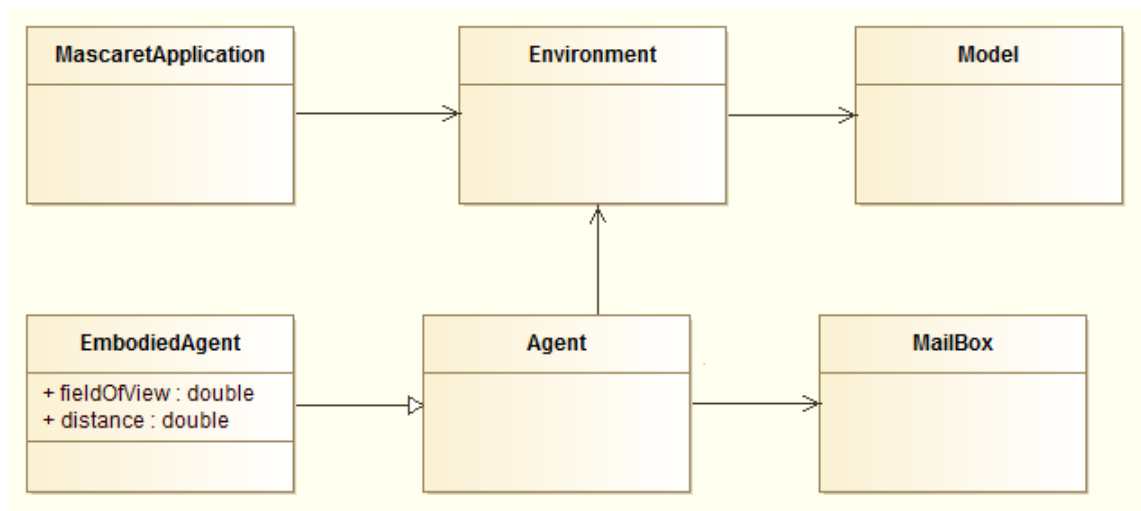 MascaretApplication
Environment
Model
EmbodiedAgent
+ fieldOfView : double
+ distance : double
Agent
MailBox